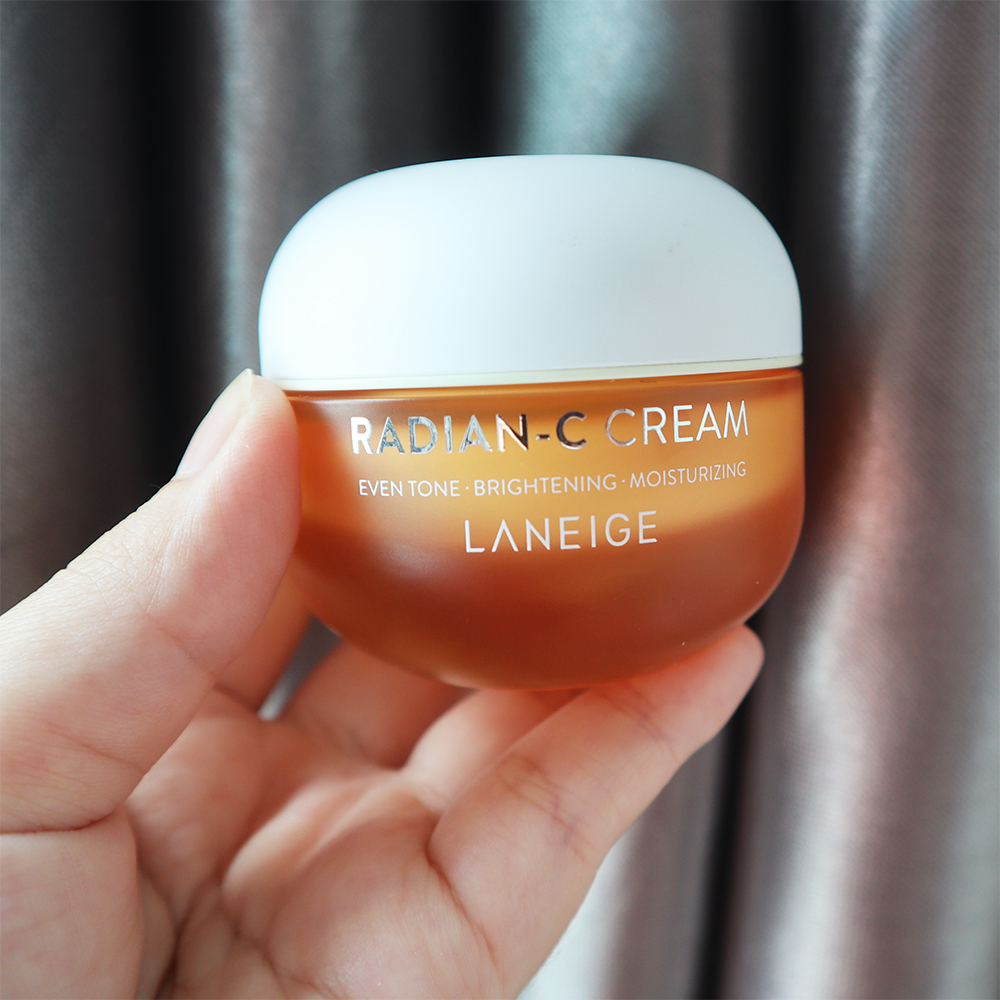 RADIAN-C CREAM
EVEN TONE · BRIGHTENING · MOISTURIZING
LANEIGE